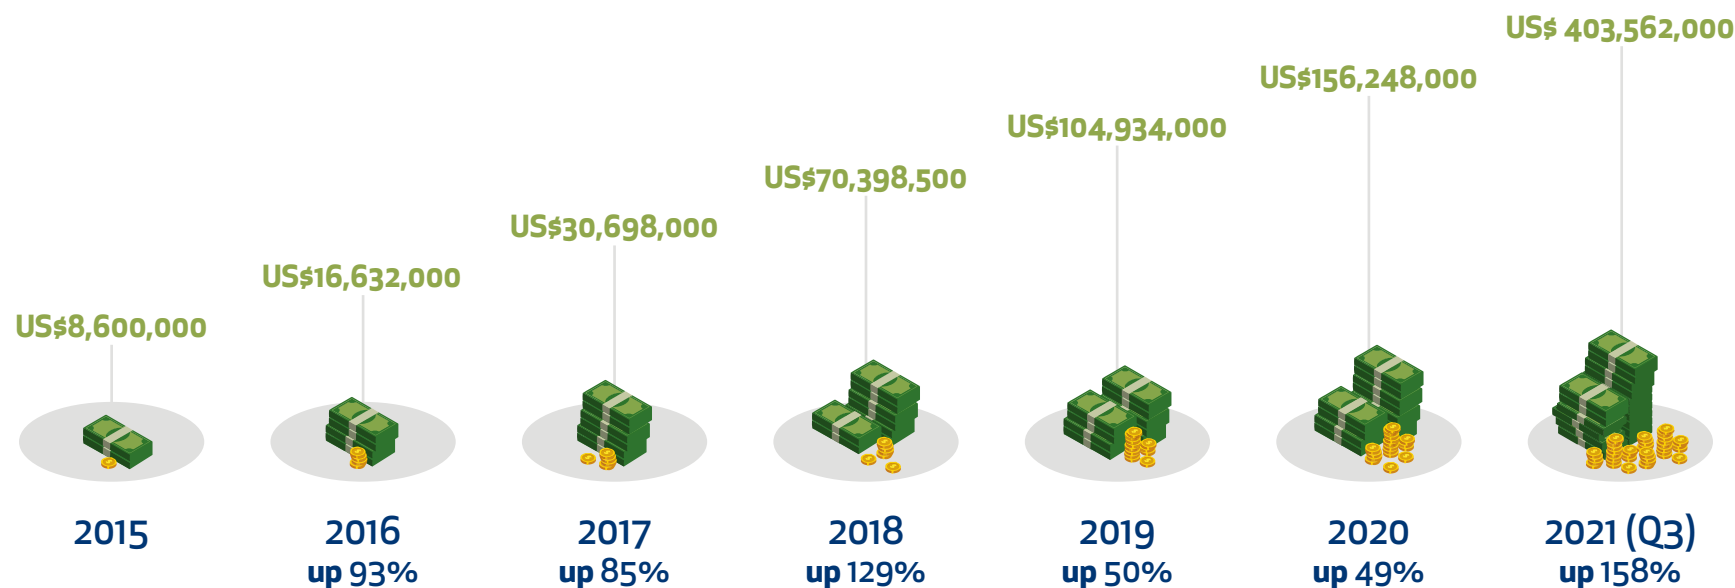 US$8,600,000
2015
US$16,632,000
2016
up 93%
US$30,698,000
2017
up 85%
US$70,398,500
2018
up 129%
US$104,934,000
2019
up 50%
US$156,248,000
2020
up 49%
US$ 403,562,000
2021 (Q3)
up 158%